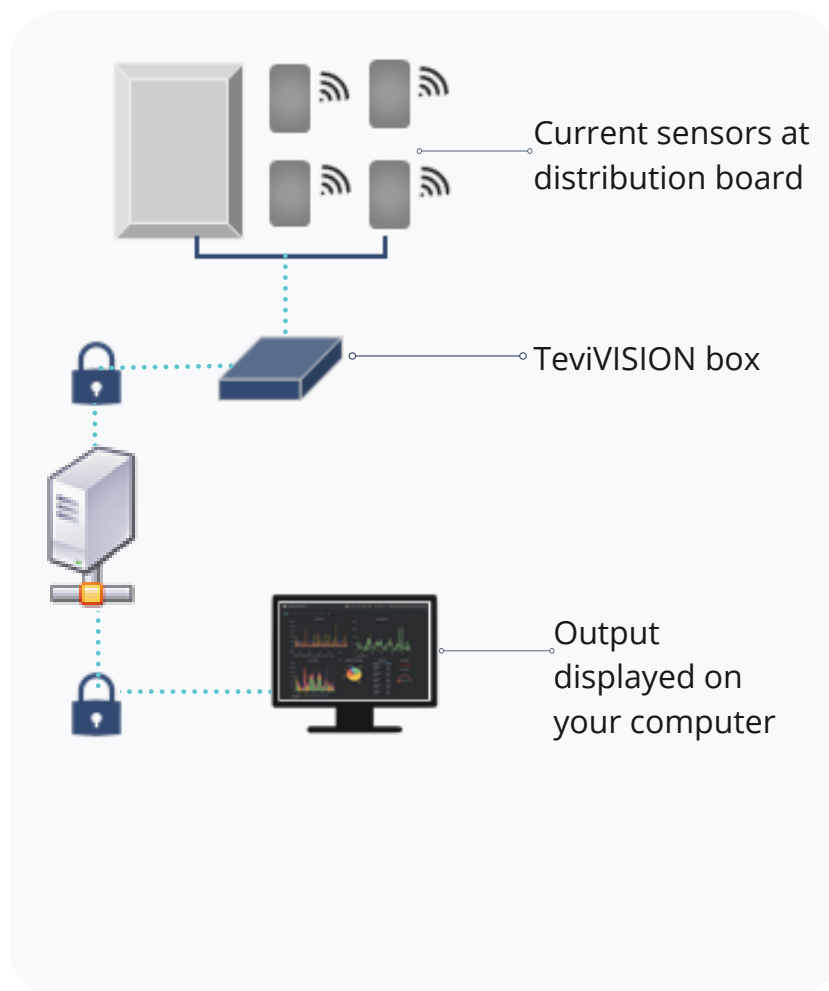 Current sensors at
distribution board
TeviVISION box
Output
displayed on
your computer